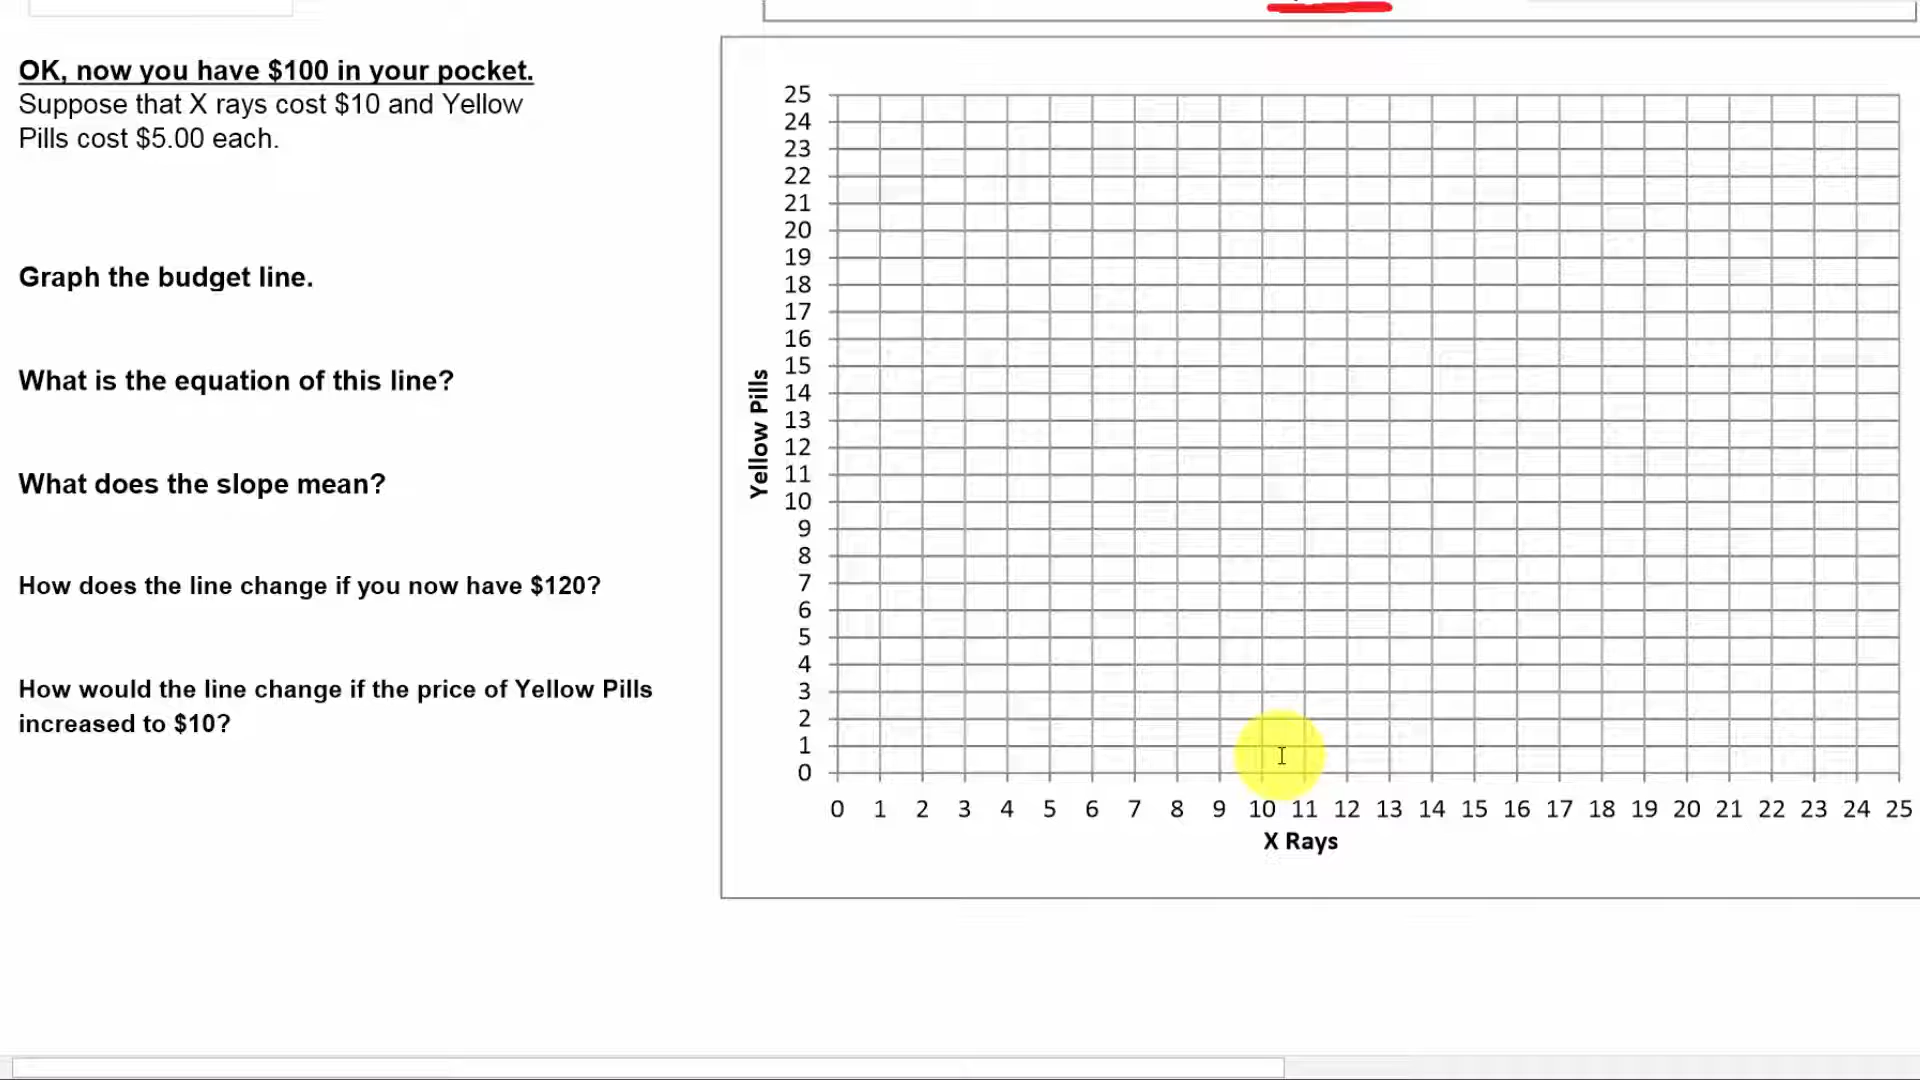 OK, now you have $100 in your pocket.
Suppose that X rays cost $10 and Yellow
Pills cost $5.00 each.
Graph the budget line.
What is the equation of this line?
What does the slope mean?
How does the line change if you now have $120?
How would the line change if the price of Yellow Pills
increased to $10?
Yellow Pills
25
24
23
22
21
20
19
18
17
16
15
14
13
12
11
10
9
8
7
6
5
4
3
2
1
0
0 1 2 3 4 5 6 7 8 9 10 11 12 13 14 15 16 17 18 19 20 21 22 23 24 25
X Rays